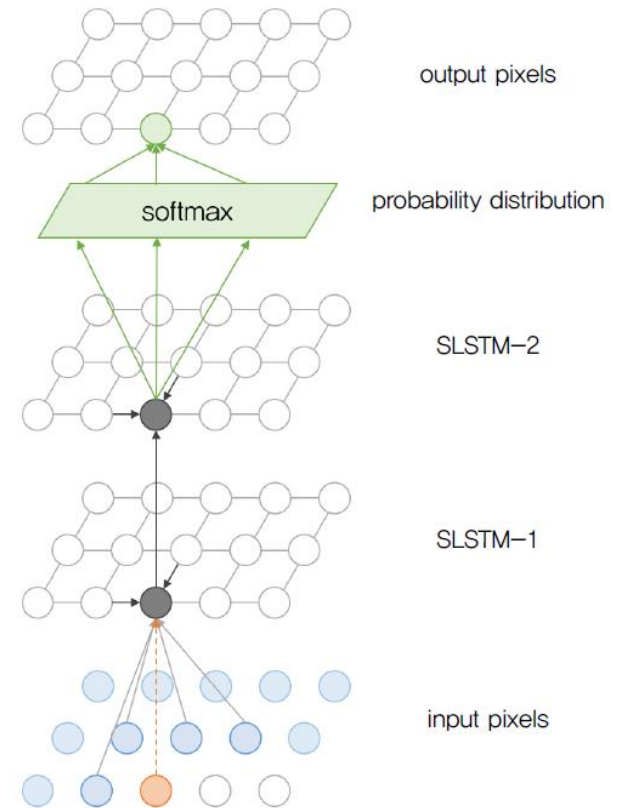 output pixels
softmax
probability distribution
SLSTM-2
SLSTM-1
input pixels